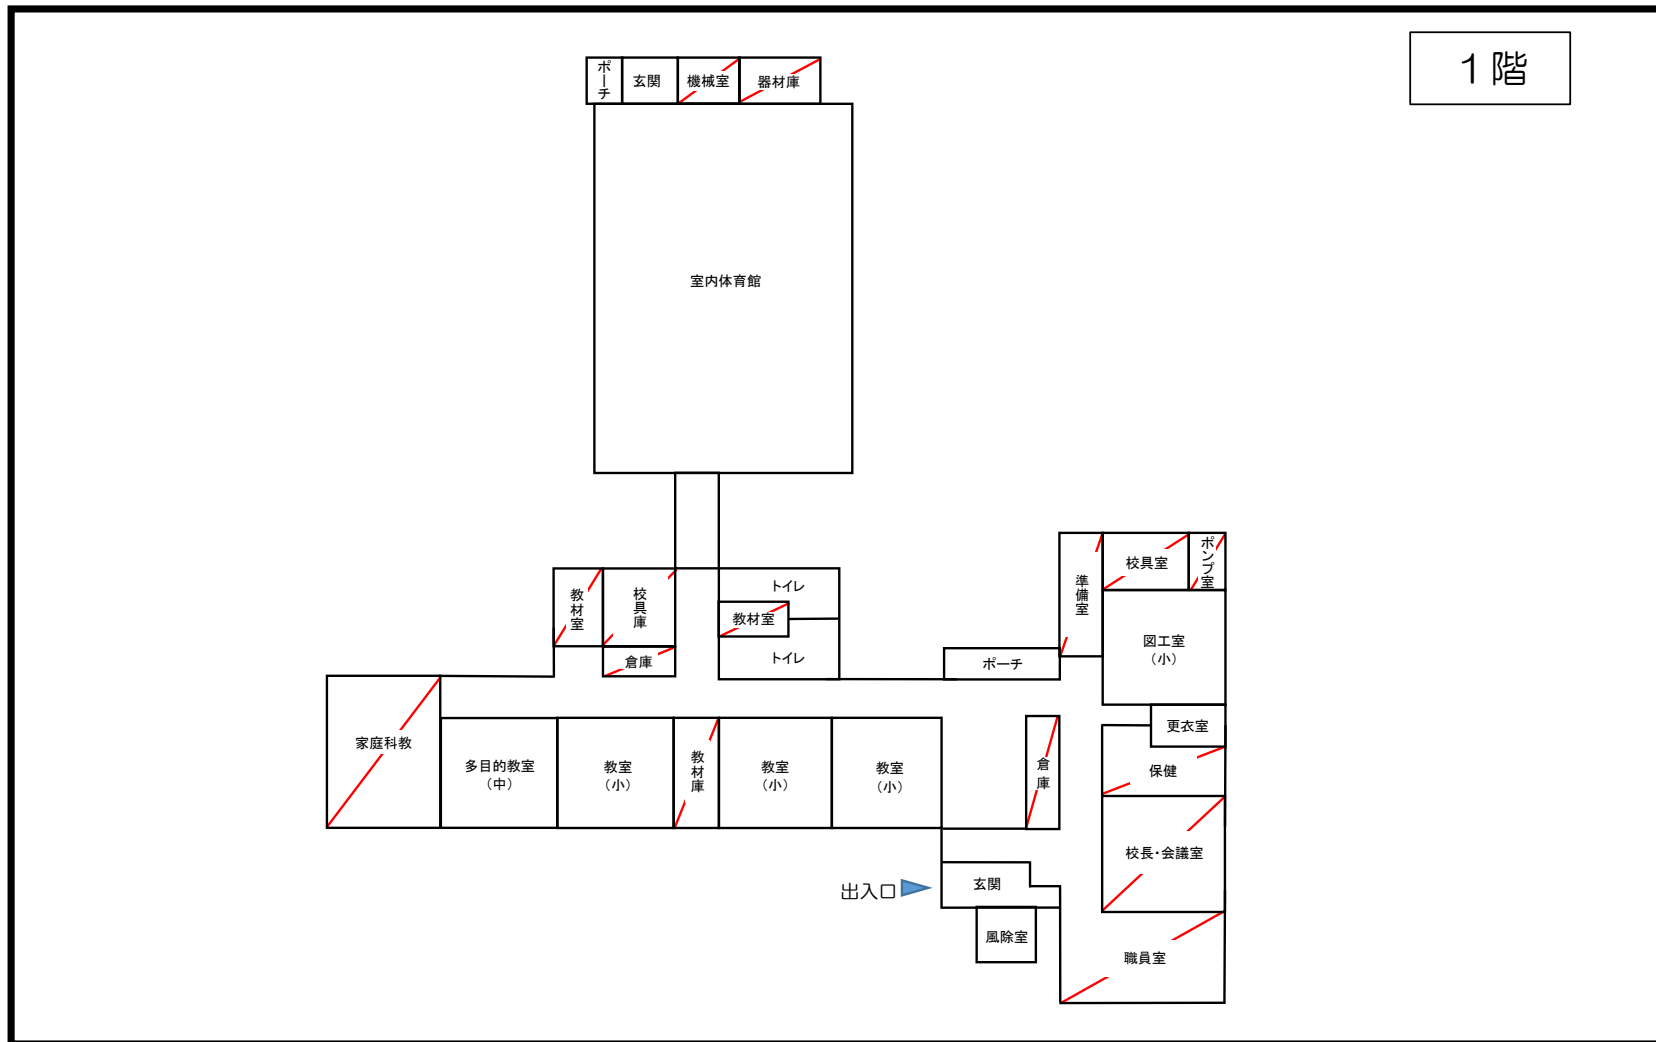 1階
ポーチ
玄関
機械室
器材庫
室内体育館
教材室
校具庫
倉庫
トイレ
教材室
トイレ
ポーチ
準備室
校具室
ポンプ室
図工室
（小）
更衣室
保健
校長・会議室
職員室
家庭科教
多目的教室
（中）
教室
（小）
教材庫
教室
（小）
教室
（小）
倉庫
出入口
玄関
風除室